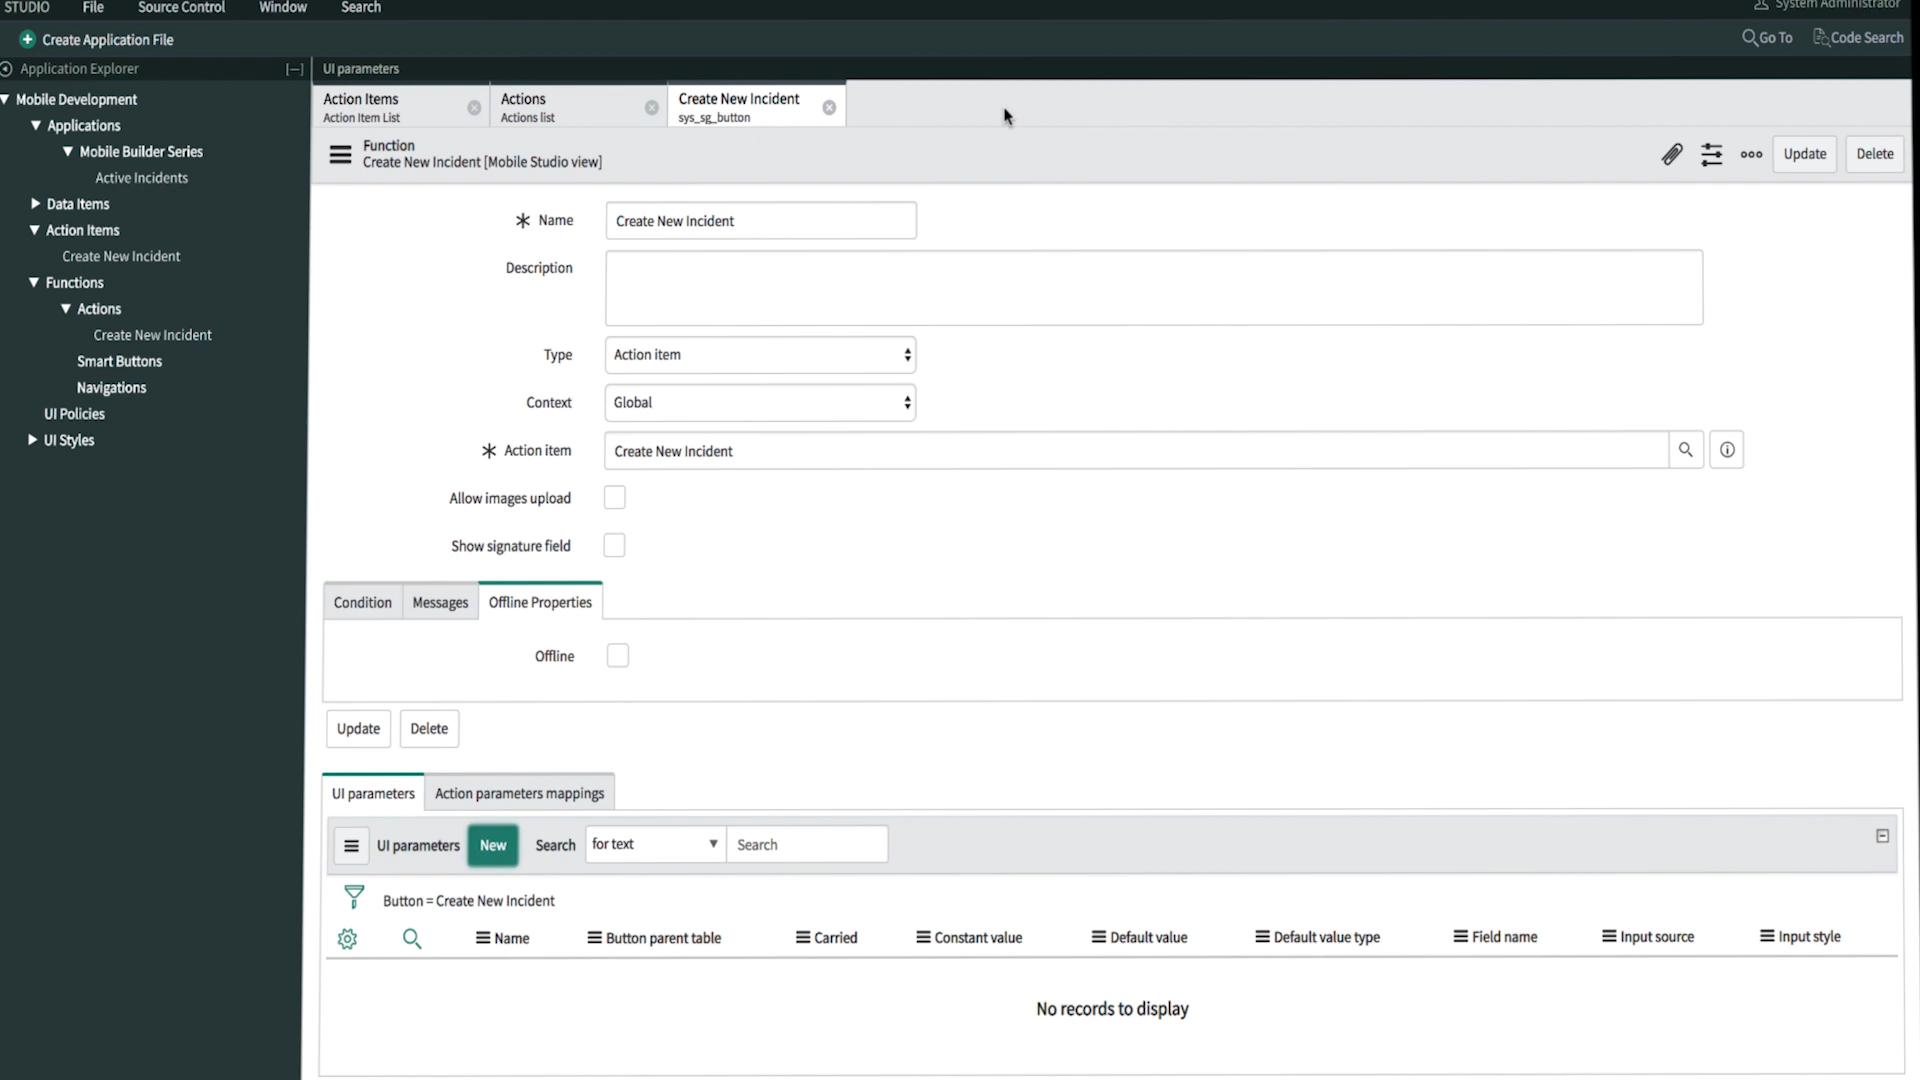 STUDIO File Source Control Window Search System Administrator
Create Application File Go To Code Search
Application Explorer [—] UI parameters
Mobile Development
Applications
Mobile Builder Series
Active Incidents
Data Items
Action Items
Create New Incident
Functions
Actions
Create New Incident
Smart Buttons
Navigations
UI Policies
UI Styles
Action Items
Action Item List
Actions
Actions list
Create New Incident
sys_sg_button
Function
Create New Incident [Mobile Studio view]
Update Delete
Name Create New Incident
Description
Type Action item
Context Global
Action item Create New Incident
Allow images upload
Show signature field
Condition Messages Offline Properties
Offline
Update Delete
UI parameters Action parameters mappings
UI parameters New Search for text Search
Button = Create New Incident
Name Button parent table Carried Constant value Default value Default value type Field name Input source Input style
No records to display